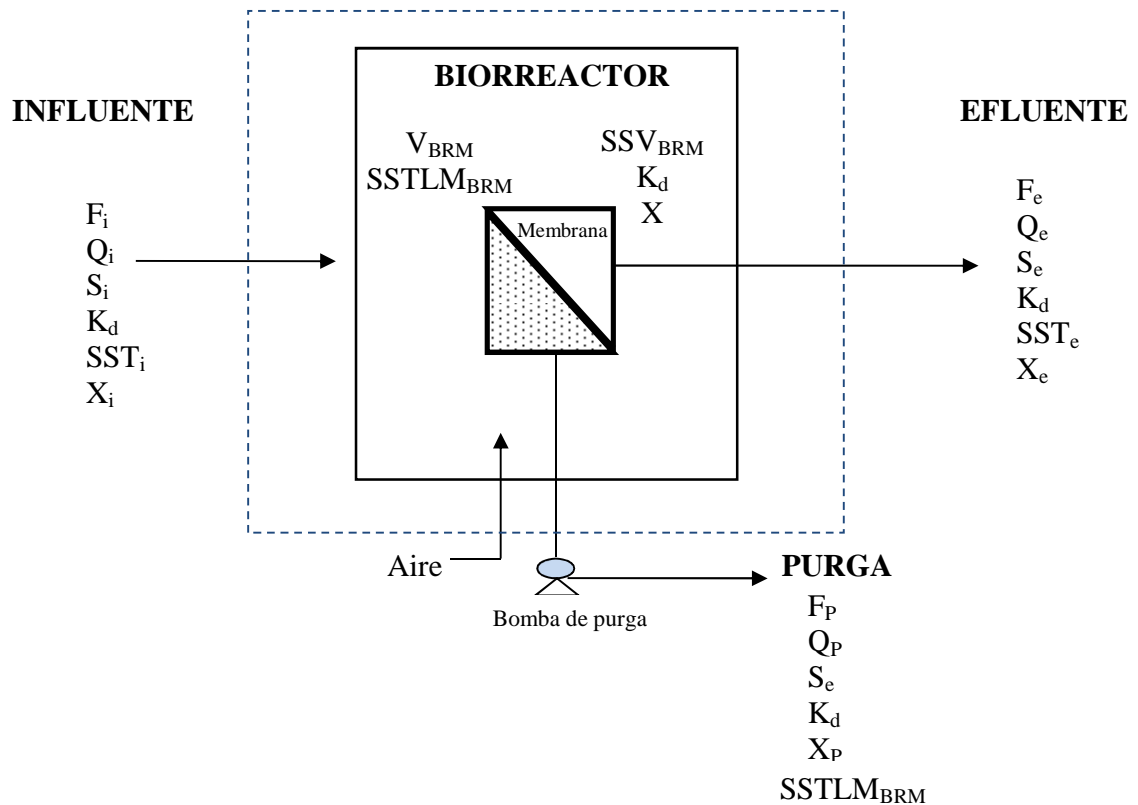 BIORREACTOR
INFLUENTE
EFLUENTE
V_BRM
SSTLM_BRM
SSV_BRM
K_d
X
Membrana
F_i
Q_i
S_i
K_d
SST_i
X_i
F_e
Q_e
S_e
K_d
SST_e
X_e
Aire
Bomba de purga
PURGA
F_P
Q_P
S_e
K_d
X_P
SSTLM_BRM